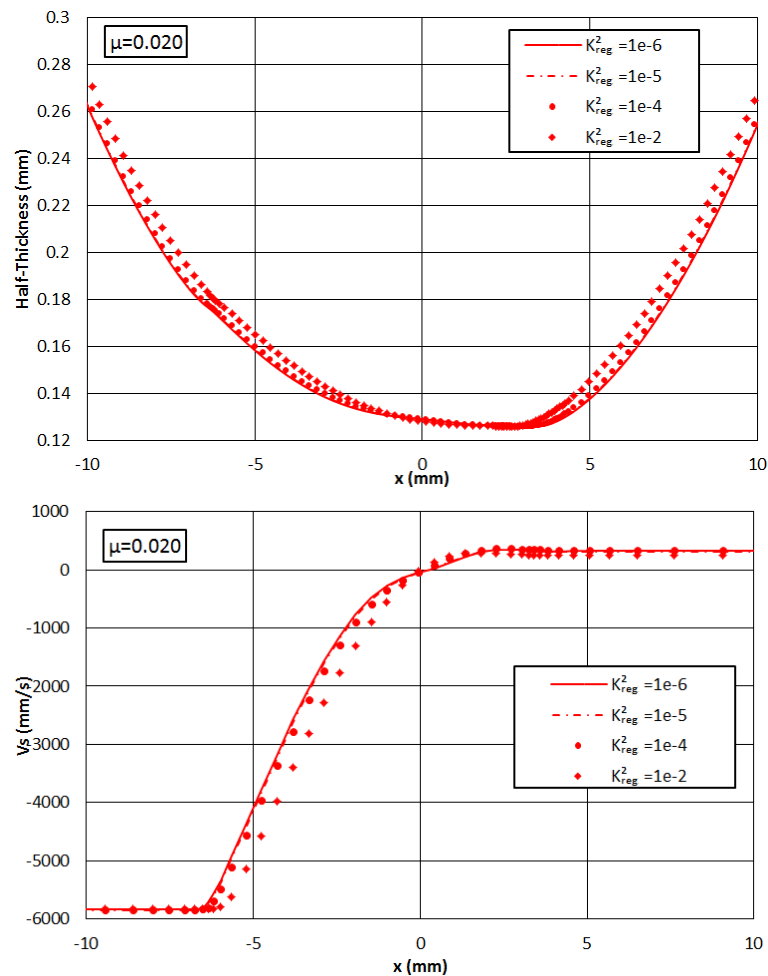 0.3
μ=0.020
K²reg =1e-6
K²reg =1e-5
K²reg =1e-4
K²reg =1e-2
0.28
0.26
0.24
0.22
0.2
0.18
0.16
0.14
0.12
Half-Thickness (mm)
-10
-5
0
5
10
x (mm)
1000
μ=0.020
0
-1000
-2000
-3000
-4000
-5000
-6000
Vs (mm/s)
K²reg =1e-6
K²reg =1e-5
K²reg =1e-4
K²reg =1e-2
-10
-5
0
5
10
x (mm)